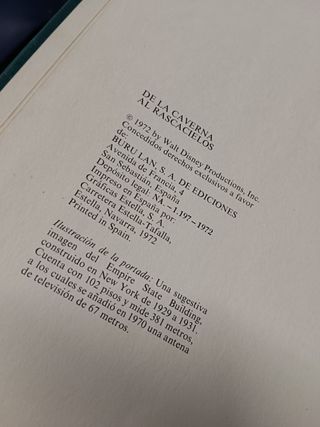 DE LA CAVERNA
AL RASCACIELOS
© 1972 by Walt Disney Productions, Inc.
Concedidos derechos exclusivos a favor
de:
BURU LAN, S. A. DE EDICIONES
Avenida de Francia, 4
San Sebastián, España
Depósito legal: NA. - 1.197-1972
Impreso en España por:
Gráficas Estella, S. A.
Carretera Estella-Tafalla,
Estella, Navarra, 1972
Printed in Spain.
Ilustración de la portada: Una sugestiva
imagen del Empire State Building,
construido en New York de 1929 a 1931.
Cuenta con 102 pisos y mide 381 metros,
a los cuales se añadió en 1970 una antena
de televisión de 67 metros.